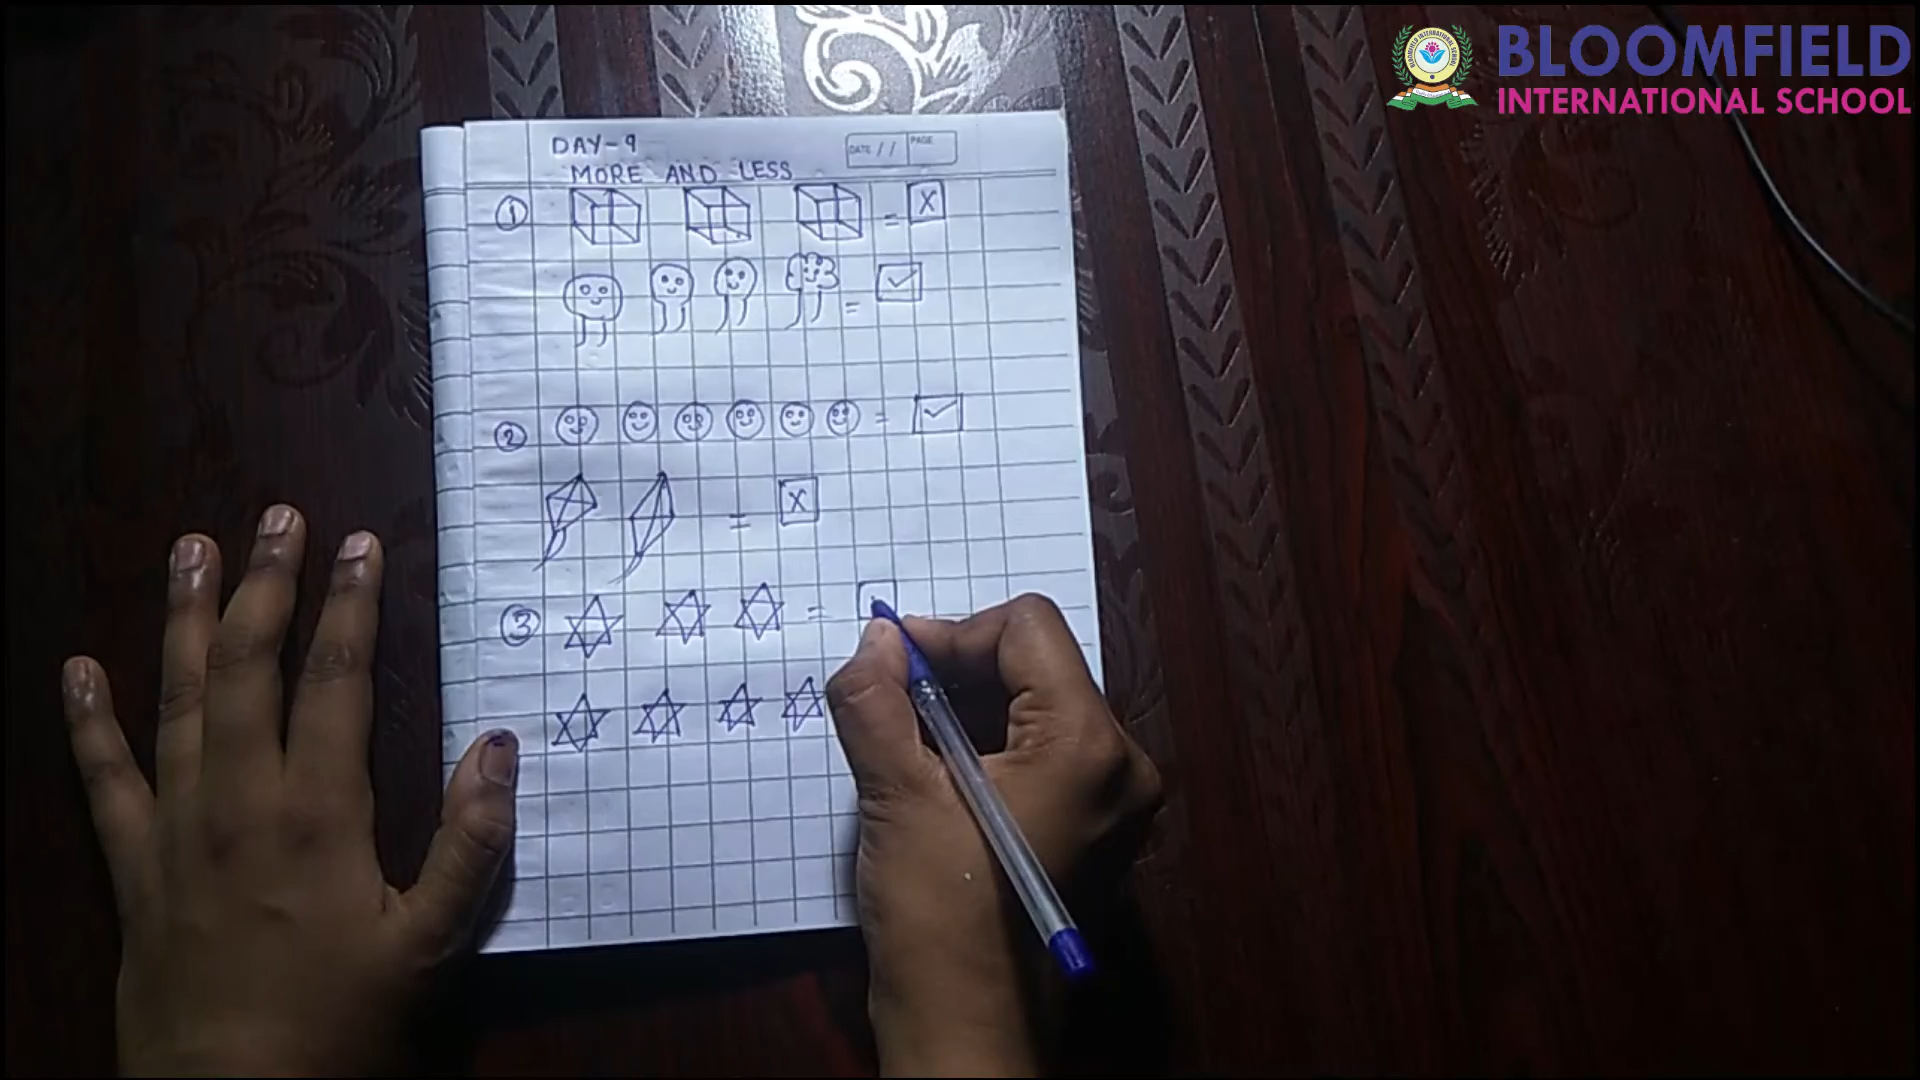 BLOOMFIELD
INTERNATIONAL SCHOOL
DAY-9
DATE / / PAGE
MORE AND LESS
① = X
= ✓
② = ✓
= X
③ =